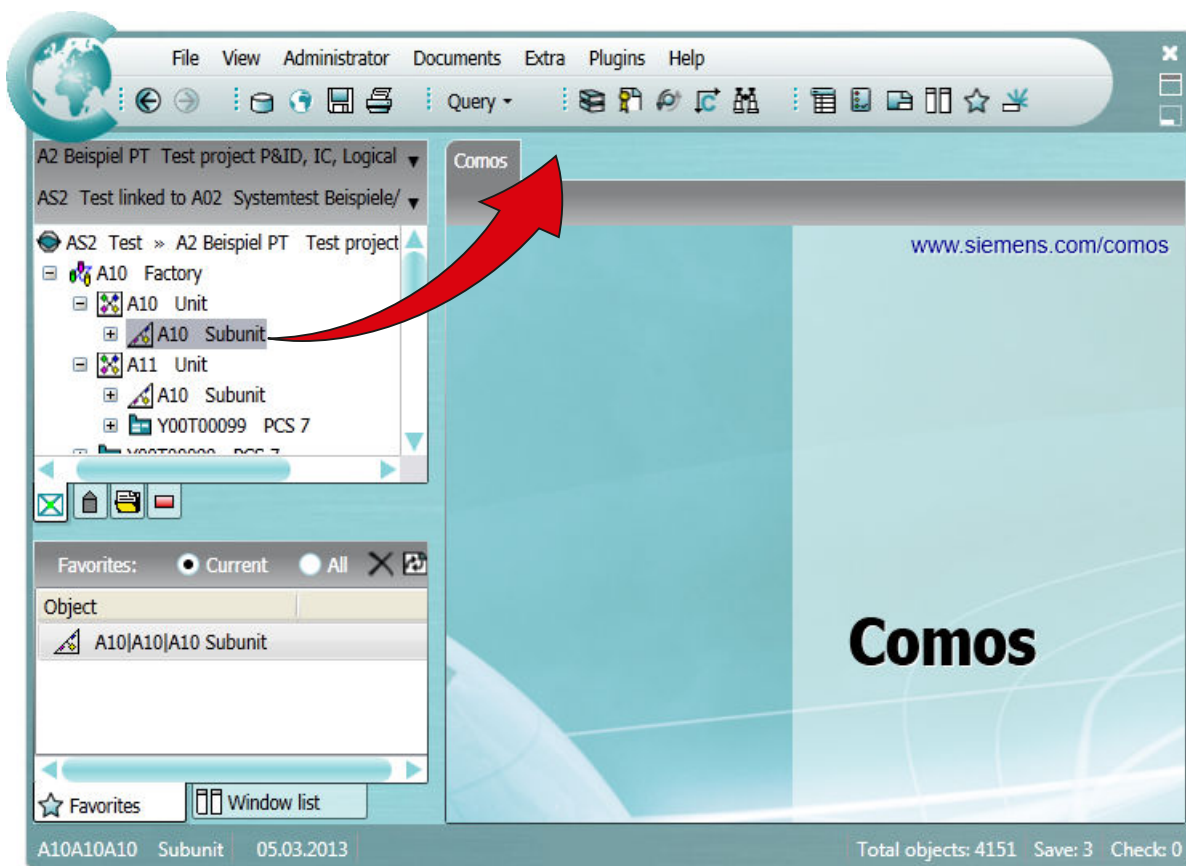 File View Administrator Documents Extra Plugins Help
Query
A2 Beispiel PT Test project P&ID, IC, Logical
AS2 Test linked to A02 Systemtest Beispiele/
Comos
AS2 Test » A2 Beispiel PT Test project
www.siemens.com/comos
A10 Factory
A10 Unit
A10 Subunit
A11 Unit
A10 Subunit
Y00T00099 PCS 7
Favorites: Current All
Object
A10|A10|A10 Subunit
Comos
Favorites Window list
A10A10A10 Subunit 05.03.2013 Total objects: 4151 Save: 3 Check: 0